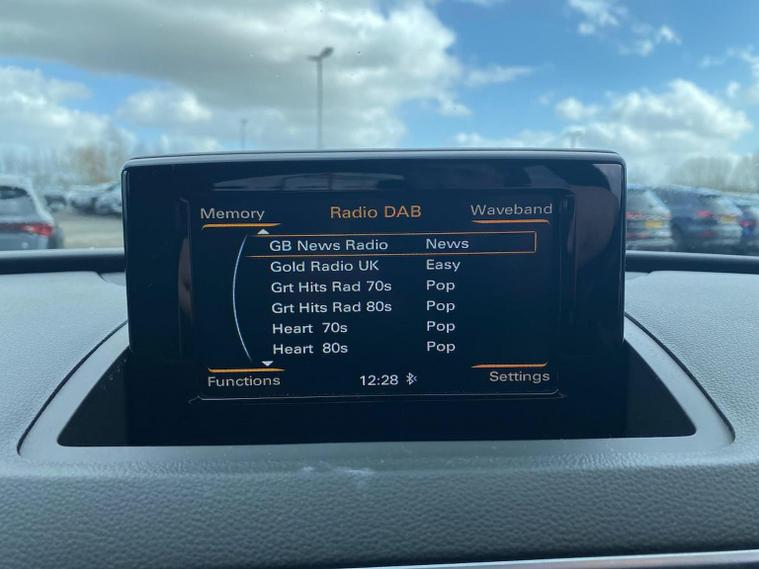 Memory Radio DAB Waveband
GB News Radio News
Gold Radio UK Easy
Grt Hits Rad 70s Pop
Grt Hits Rad 80s Pop
Heart 70s Pop
Heart 80s Pop
Functions 12:28 Settings